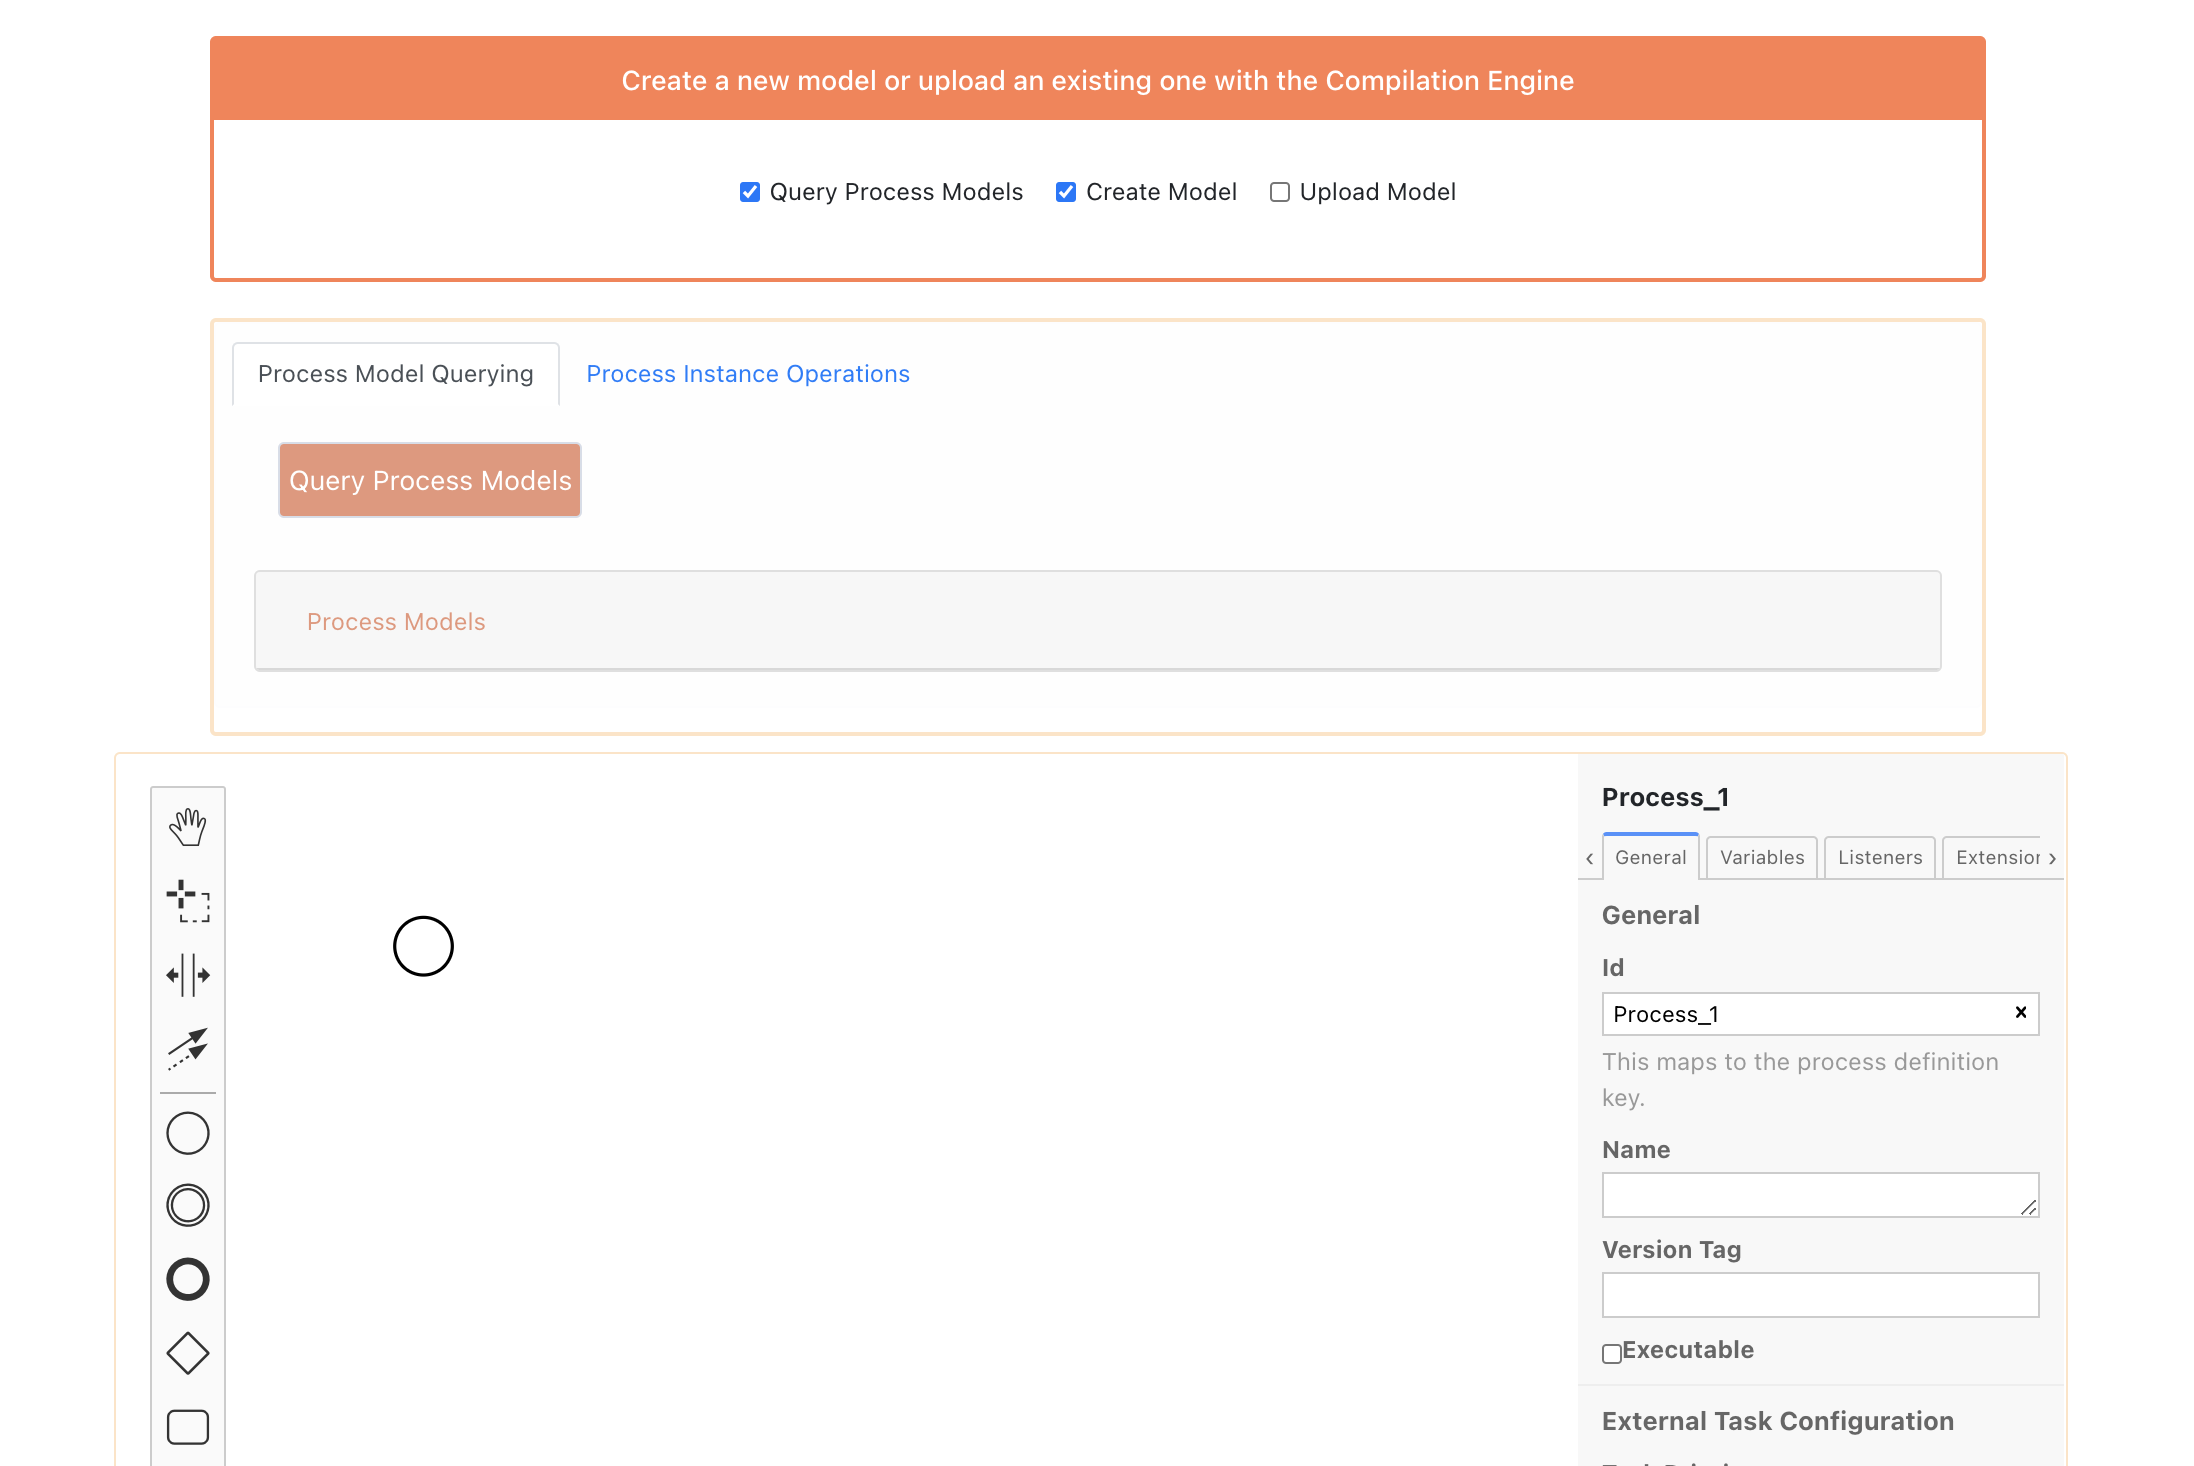 Create a new model or upload an existing one with the Compilation Engine
Query Process Models Create Model Upload Model
Process Model Querying Process Instance Operations
Query Process Models
Process Models
Process_1
General Variables Listeners Extension
General
Id
Process_1
This maps to the process definition
key.
Name
Version Tag
Executable
External Task Configuration